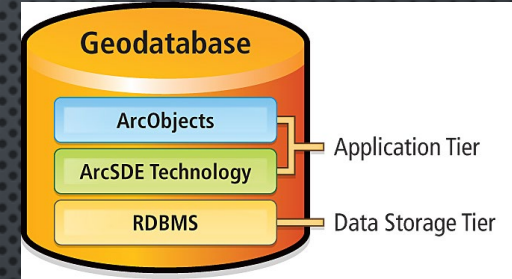 Geodatabase
ArcObjects
Application Tier
ArcSDE Technology
RDBMS
Data Storage Tier